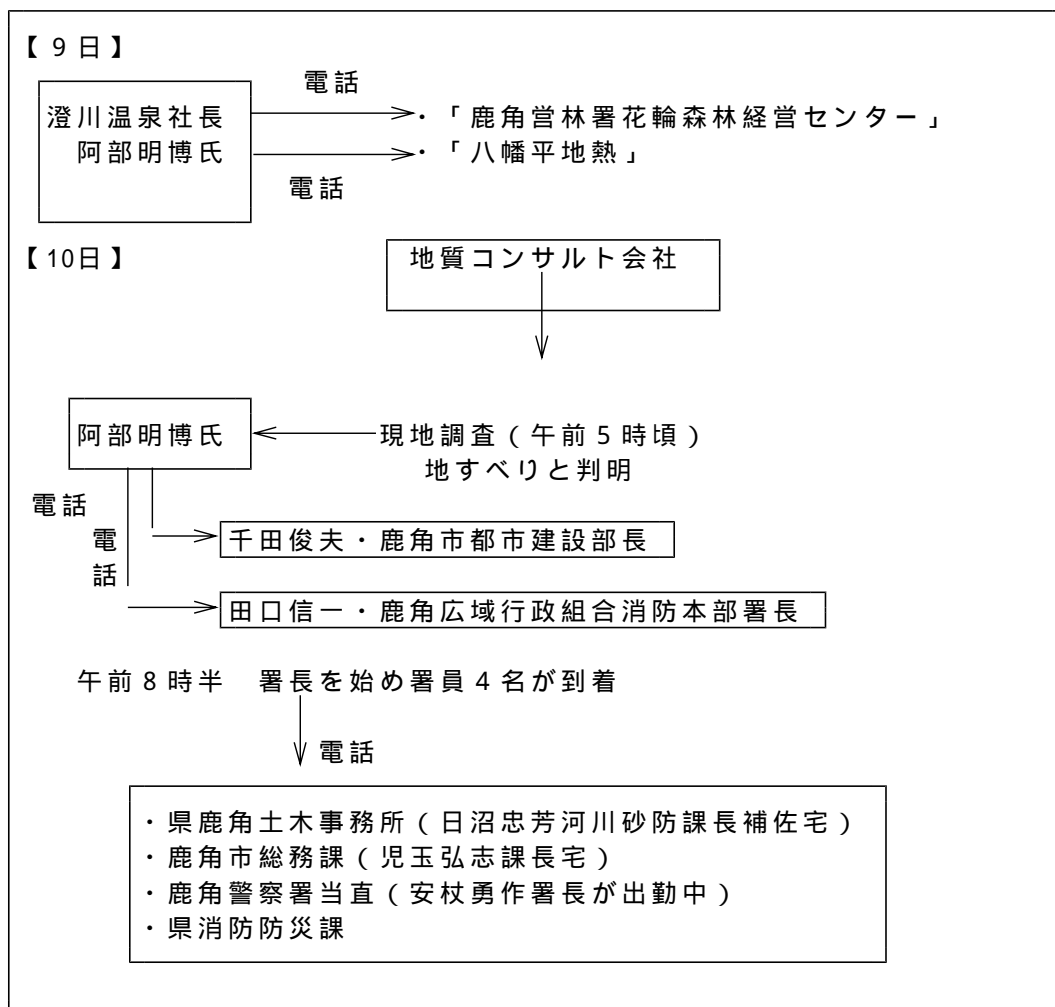 【9日】
電話
澄川温泉社長
・「鹿角営林署花輪森林経営センター」
阿部明博氏
・「八幡平地熱」
電話
【10日】
地質コンサルト会社
阿部明博氏
現地調査(午前5時頃)
地すべりと判明
電話
電話
千田俊夫・鹿角市都市建設部長
田口信一・鹿角広域行政組合消防本部署長
午前8時半 署長を始め署員4名が到着
電話
・県鹿角土木事務所(日沼忠芳河川砂防課長補佐宅)
・鹿角市総務課(児玉弘志課長宅)
・鹿角警察署当直(安杖勇作署長が出勤中)
・県消防防災課